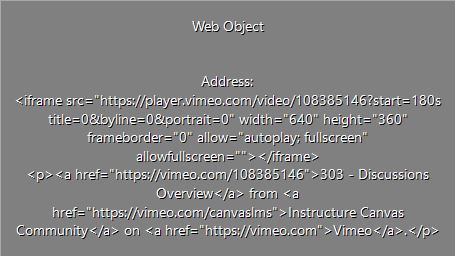 Web Object
Address:
<iframe src="https://player.vimeo.com/video/108385146?start=180s
title=0&byline=0&portrait=0" width="640" height="360"
frameborder="0" allow="autoplay; fullscreen"
allowfullscreen=""></iframe>
<p><a href="https://vimeo.com/108385146">303 - Discussions
Overview</a> from <a
href="https://vimeo.com/canvaslms">Instructure Canvas
Community</a> on <a href="https://vimeo.com">Vimeo</a>.</p>